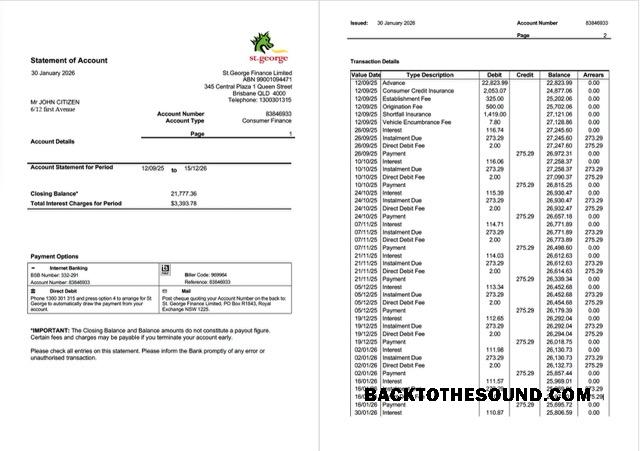 st.george
Statement of Account
30 January 2026
St.George Finance Limited
ABN 99001094471
345 Central Plaza 1 Queen Street
Brisbane QLD 4000
Telephone: 1300301315
Mr JOHN CITIZEN
6/12 first Avenue
Account Number 83846933
Account Type Consumer Finance
Page 1
Account Details
Account Statement for Period 12/09/25 to 15/12/26
Closing Balance* 21,777.36
Total Interest Charges for Period $3,393.78
Payment Options
Internet Banking
BSB Number: 332-291
Account Number: 83846933
Biller Code: 969964
Reference: 83846933
Direct Debit
Phone 1300 301 315 and press option 4 to arrange for St
George to automatically draw the payment from your
account.
Mail
Post cheque quoting your Account Number on the back to:
St. George Finance Limited, PO Box R1843, Royal
Exchange NSW 1225.
*IMPORTANT: The Closing Balance and Balance amounts do not constitute a payout figure.
Certain fees and charges may be payable if you terminate your account early.
Please check all entries on this statement. Please inform the Bank promptly of any error or
unauthorised transaction.
Issued: 30 January 2026 Account Number 83846933
Page 2
Transaction Details
Value Date Type Description Debit Credit Balance Arrears
12/09/25 Advance 22,823.99 22,823.99 0.00
12/09/25 Consumer Credit Insurance 2,053.07 24,877.06 0.00
12/09/25 Establishment Fee 325.00 25,202.06 0.00
12/09/25 Origination Fee 500.00 25,702.06 0.00
12/09/25 Shortfall Insurance 1,419.00 27,121.06 0.00
12/09/25 Vehicle Encumbrance Fee 7.80 27,128.86 0.00
26/09/25 Interest 116.74 27,245.60 0.00
26/09/25 Instalment Due 273.29 27,245.60 273.29
26/09/25 Direct Debit Fee 2.00 27,247.60 275.29
26/09/25 Payment 275.29 26,972.31 0.00
10/10/25 Interest 116.06 27,258.37 0.00
10/10/25 Instalment Due 273.29 27,258.37 273.29
10/10/25 Direct Debit Fee 2.00 27,090.37 275.29
10/10/25 Payment 275.29 26,815.25 0.00
24/10/25 Interest 115.39 26,930.47 0.00
24/10/25 Instalment Due 273.29 26,930.47 273.29
24/10/25 Direct Debit Fee 2.00 26,932.47 275.29
24/10/25 Payment 275.29 26,657.18 0.00
07/11/25 Interest 114.71 26,771.89 0.00
07/11/25 Instalment Due 273.29 26,771.89 273.29
07/11/25 Direct Debit Fee 2.00 26,773.89 275.29
07/11/25 Payment 275.29 26,498.60 0.00
21/11/25 Interest 114.03 26,612.63 0.00
21/11/25 Instalment Due 273.29 26,612.63 273.29
21/11/25 Direct Debit Fee 2.00 26,614.63 275.29
21/11/25 Payment 275.29 26,339.34 0.00
05/12/25 Interest 113.34 26,452.68 0.00
05/12/25 Instalment Due 273.29 26,452.68 273.29
05/12/25 Direct Debit Fee 2.00 26,454.68 275.29
05/12/25 Payment 275.29 26,179.39 0.00
19/12/25 Interest 112.65 26,292.04 0.00
19/12/25 Instalment Due 273.29 26,292.04 273.29
19/12/25 Direct Debit Fee 2.00 26,294.04 275.29
19/12/25 Payment 275.29 26,018.75 0.00
02/01/26 Interest 111.98 26,130.73 0.00
02/01/26 Instalment Due 273.29 26,130.73 273.29
02/01/26 Direct Debit Fee 2.00 26,132.73 275.29
02/01/26 Payment 275.29 25,857.44 0.00
16/01/26 Interest 111.57 25,969.01 0.00
BACKTOTHESOUND.COM
16/01/26 Payment 275.29 25,695.72 0.00
30/01/26 Interest 110.87 25,806.59 0.00